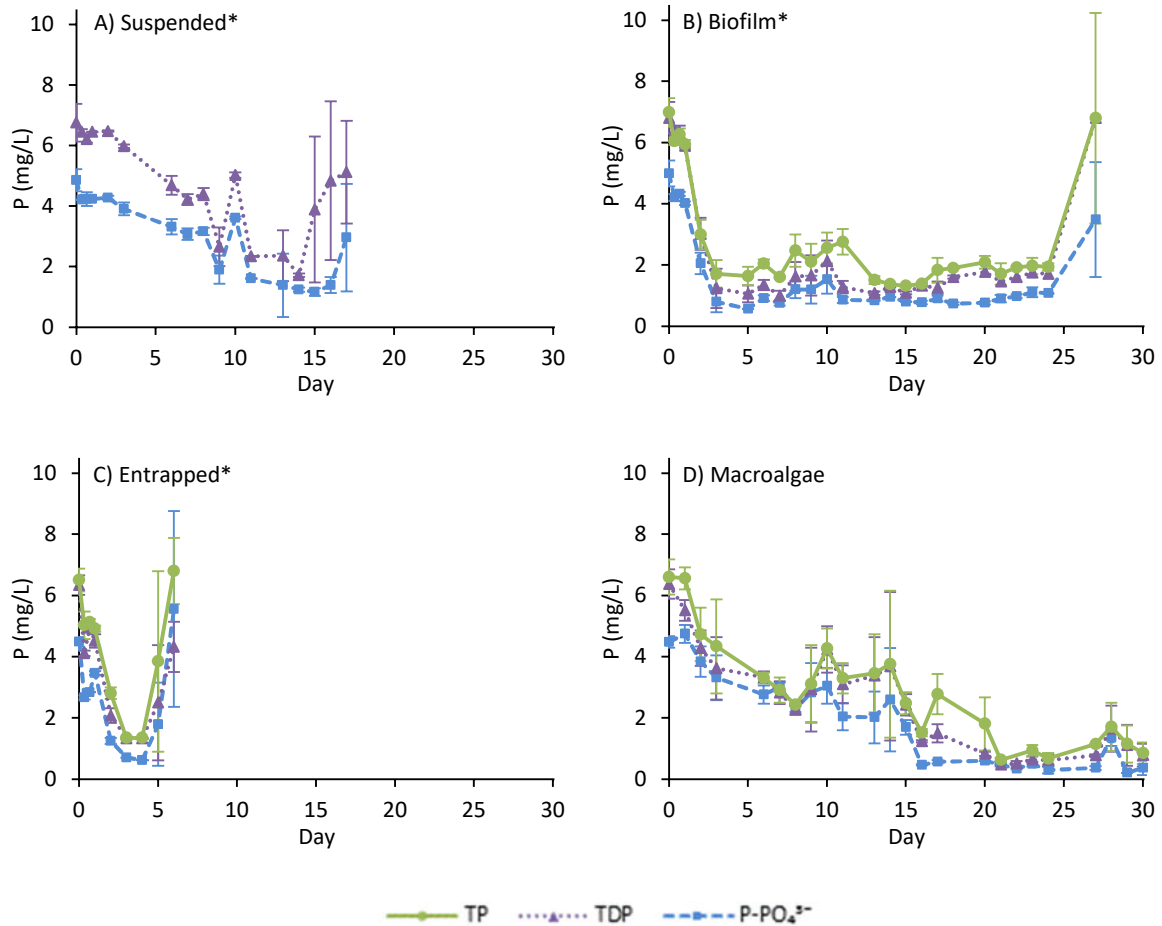 A) Suspended*
P (mg/L)
10
8
6
4
2
0
0 5 10 15 20 25 30
Day
B) Biofilm*
P (mg/L)
10
8
6
4
2
0
0 5 10 15 20 25 30
Day
C) Entrapped*
P (mg/L)
10
8
6
4
2
0
0 5 10 15 20 25 30
Day
D) Macroalgae
P (mg/L)
10
8
6
4
2
0
0 5 10 15 20 25 30
Day
TP TDP P-PO₄³⁻